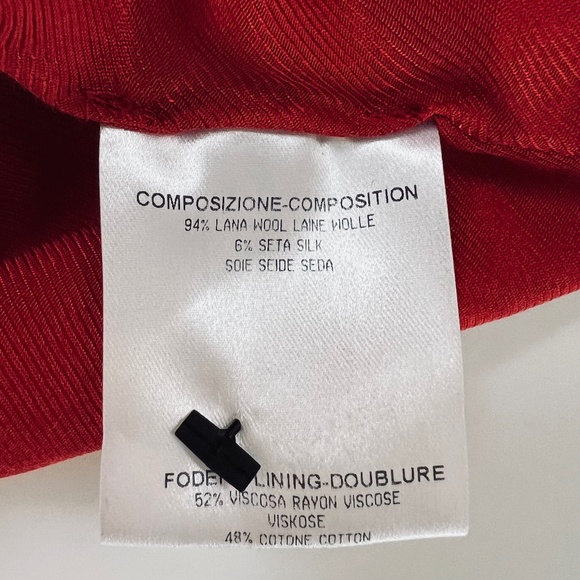 COMPOSIZIONE-COMPOSITION
94% LANA WOOL LAINE WOLLE
6% SETA SILK
SOIE SEIDE SEDA
LINING-DOUBLURE
52% VISCOSA RAYON VISCOSE
VISKOSE
48% COTONE COTTON